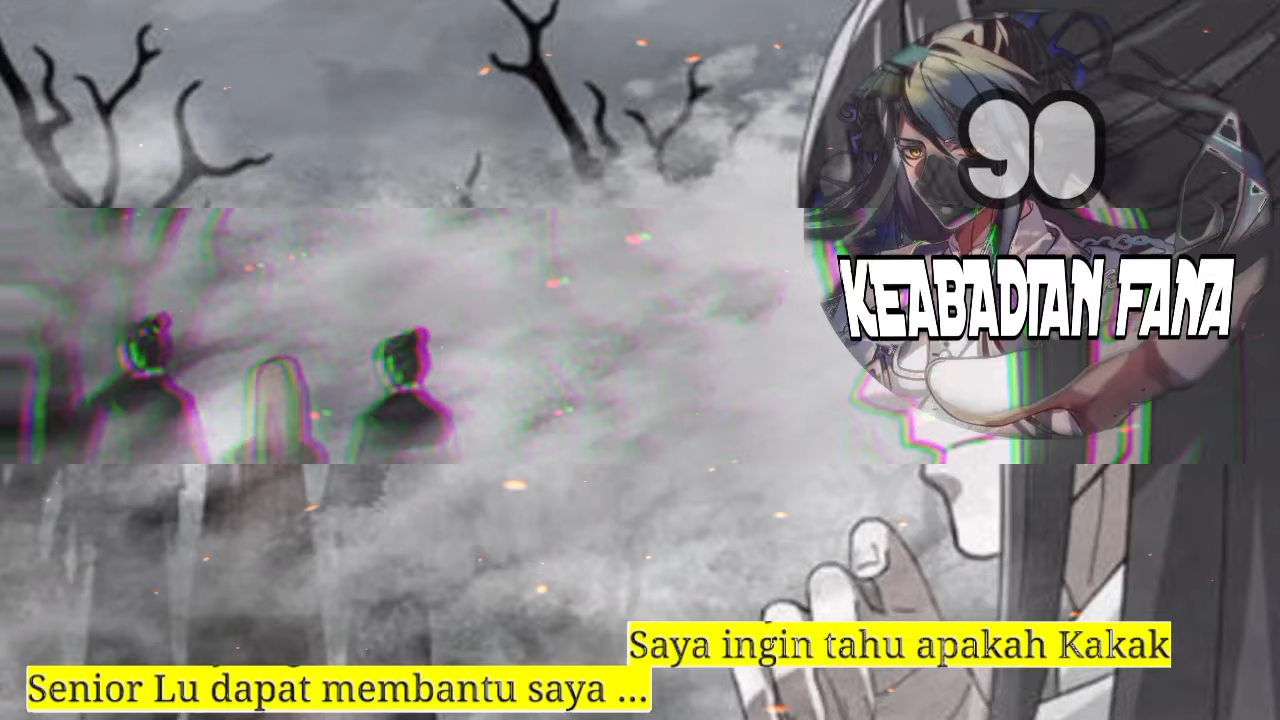 90
KEABADIAN FANA
Saya ingin tahu apakah Kakak
Senior Lu dapat membantu saya ...